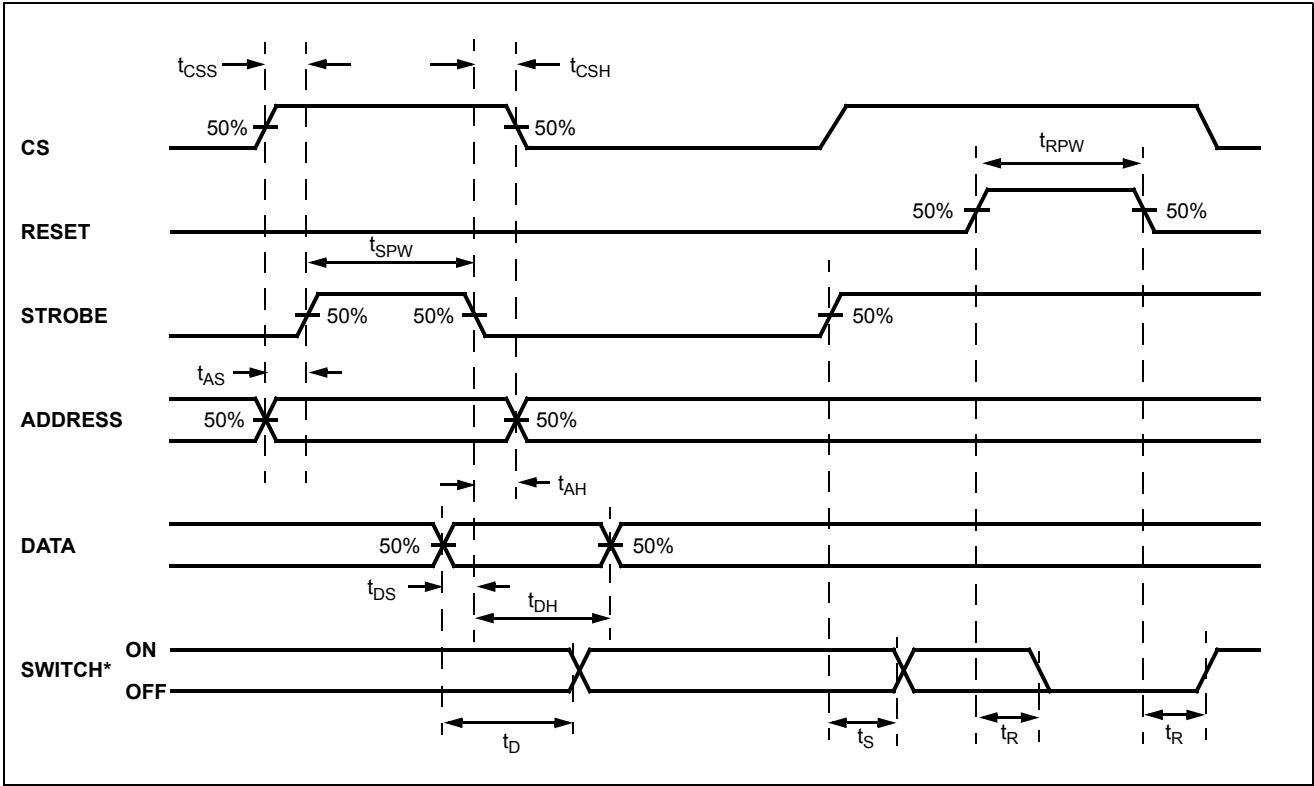 tCSS tCSH
50% 50%
CS
tRPW
50% 50%
RESET
tSPW
STROBE 50% 50% 50%
tAS
ADDRESS 50% 50%
tAH
DATA 50% 50%
tDS tDH
ON
SWITCH*
OFF
tD tS tR tR